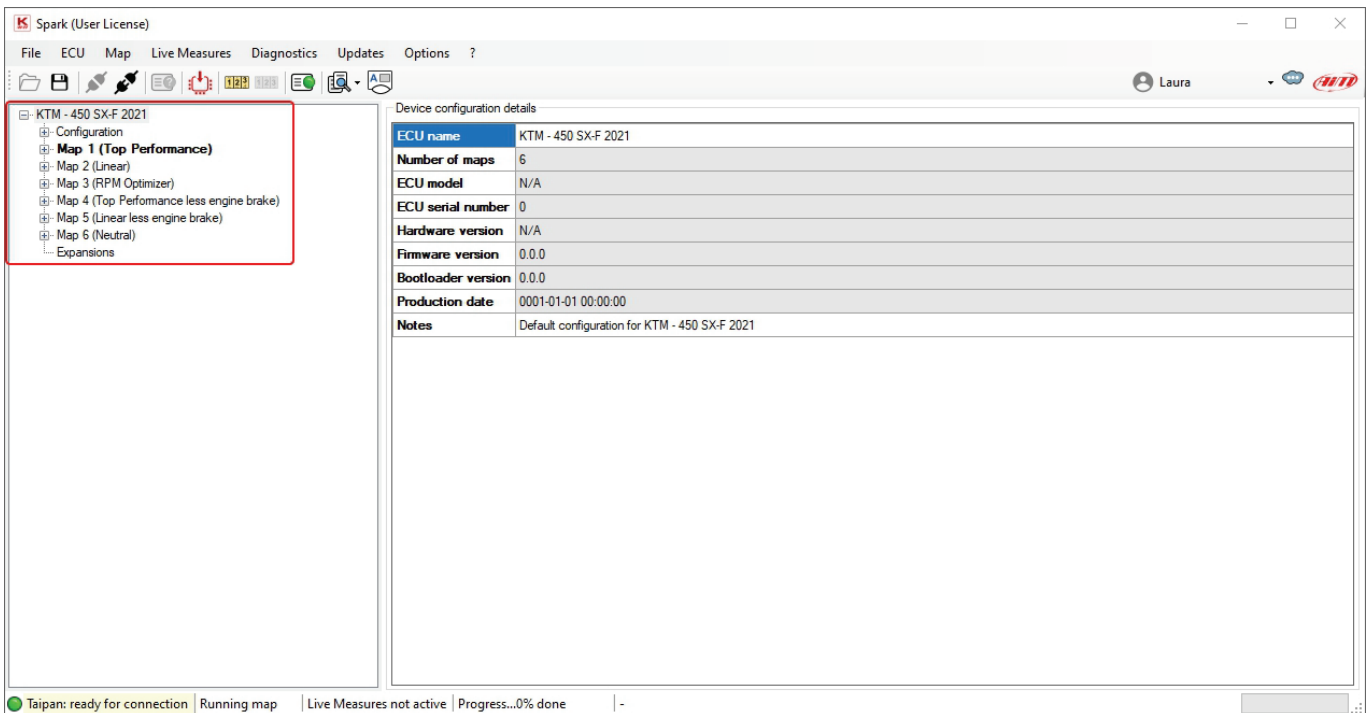 Spark (User License)
File ECU Map Live Measures Diagnostics Updates Options ?
Laura
AiM
KTM - 450 SX-F 2021
Configuration
Map 1 (Top Performance)
Map 2 (Linear)
Map 3 (RPM Optimizer)
Map 4 (Top Performance less engine brake)
Map 5 (Linear less engine brake)
Map 6 (Neutral)
Expansions
Device configuration details
ECU name KTM - 450 SX-F 2021
Number of maps 6
ECU model N/A
ECU serial number 0
Hardware version N/A
Firmware version 0.0.0
Bootloader version 0.0.0
Production date 0001-01-01 00:00:00
Notes Default configuration for KTM - 450 SX-F 2021
Taipan: ready for connection Running map Live Measures not active Progress...0% done -